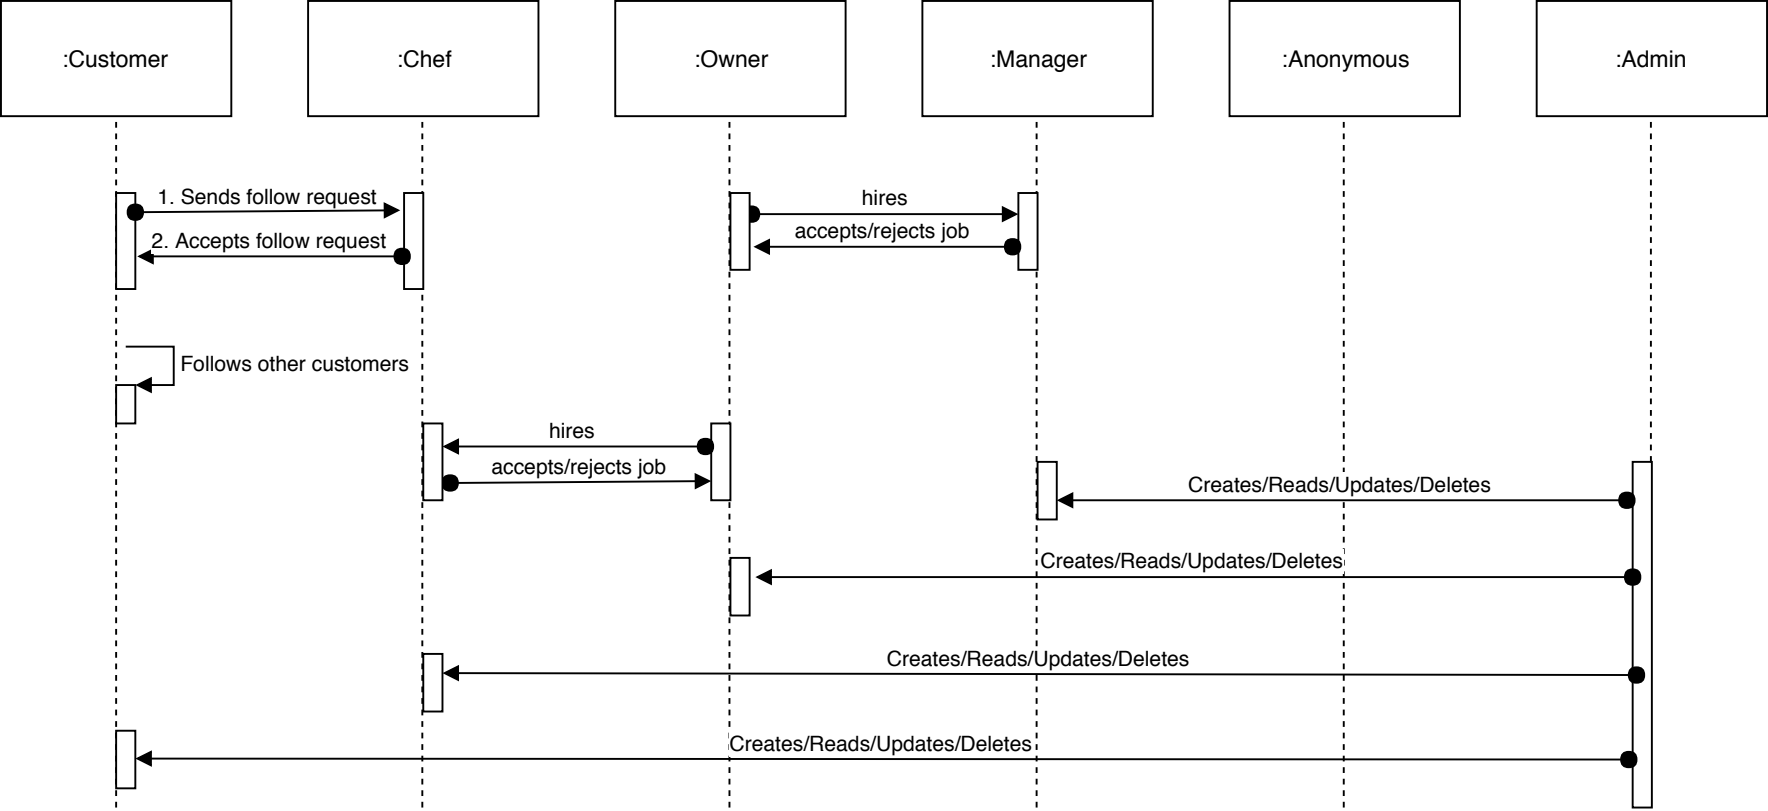 :Customer
:Chef
:Owner
:Manager
:Anonymous
:Admin
1. Sends follow request
hires
accepts/rejects job
2. Accepts follow request
Follows other customers
hires
accepts/rejects job
Creates/Reads/Updates/Deletes
Creates/Reads/Updates/Deletes
Creates/Reads/Updates/Deletes
Creates/Reads/Updates/Deletes